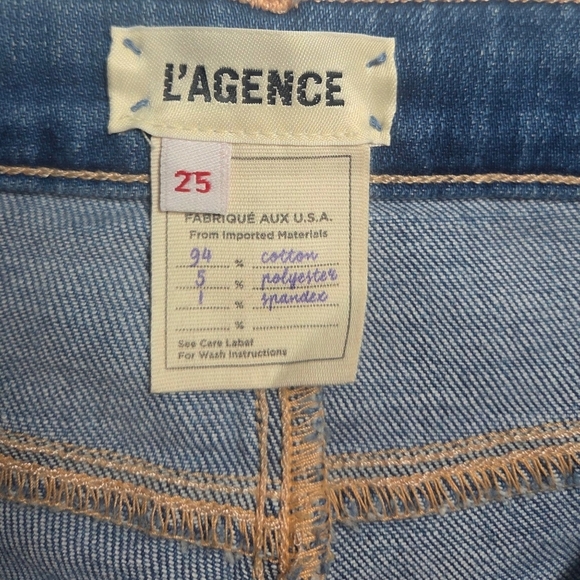 L'AGENCE
25
FABRIQUÉ AUX U.S.A.
From Imported Materials
94 % cotton
5 % polyester
1 % spandex
%
See Care Label
For Wash Instructions